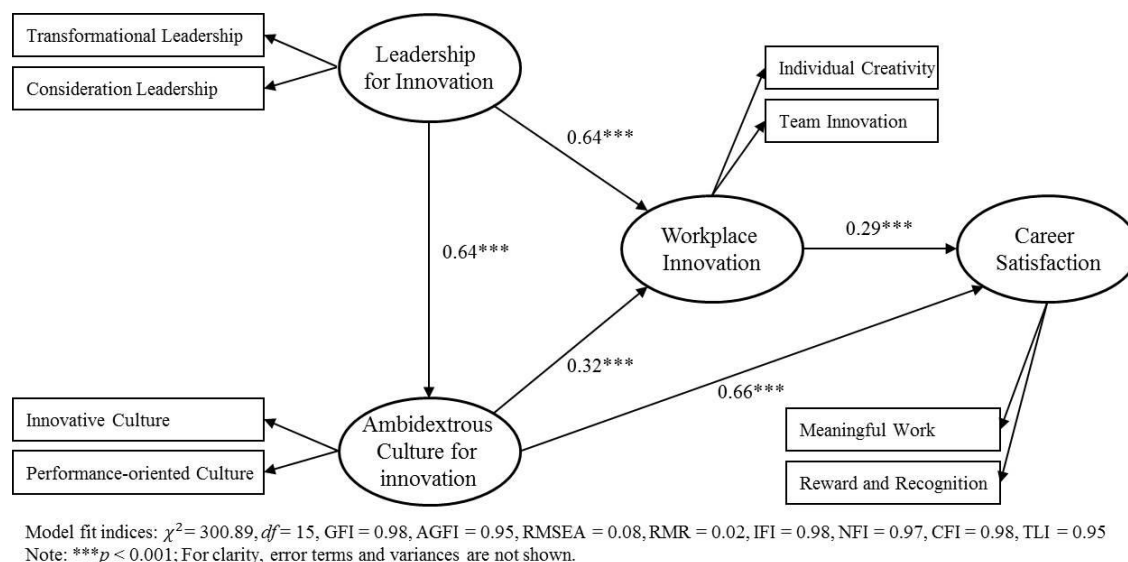 Transformational Leadership
Consideration Leadership
Leadership
for Innovation
Individual Creativity
Team Innovation
0.64***
0.64***
Workplace
Innovation
0.29***
Career
Satisfaction
0.32***
0.66***
Innovative Culture
Performance-oriented Culture
Ambidextrous
Culture for
innovation
Meaningful Work
Reward and Recognition
Model fit indices: χ² = 300.89, df = 15, GFI = 0.98, AGFI = 0.95, RMSEA = 0.08, RMR = 0.02, IFI = 0.98, NFI = 0.97, CFI = 0.98, TLI = 0.95
Note: ***p < 0.001; For clarity, error terms and variances are not shown.